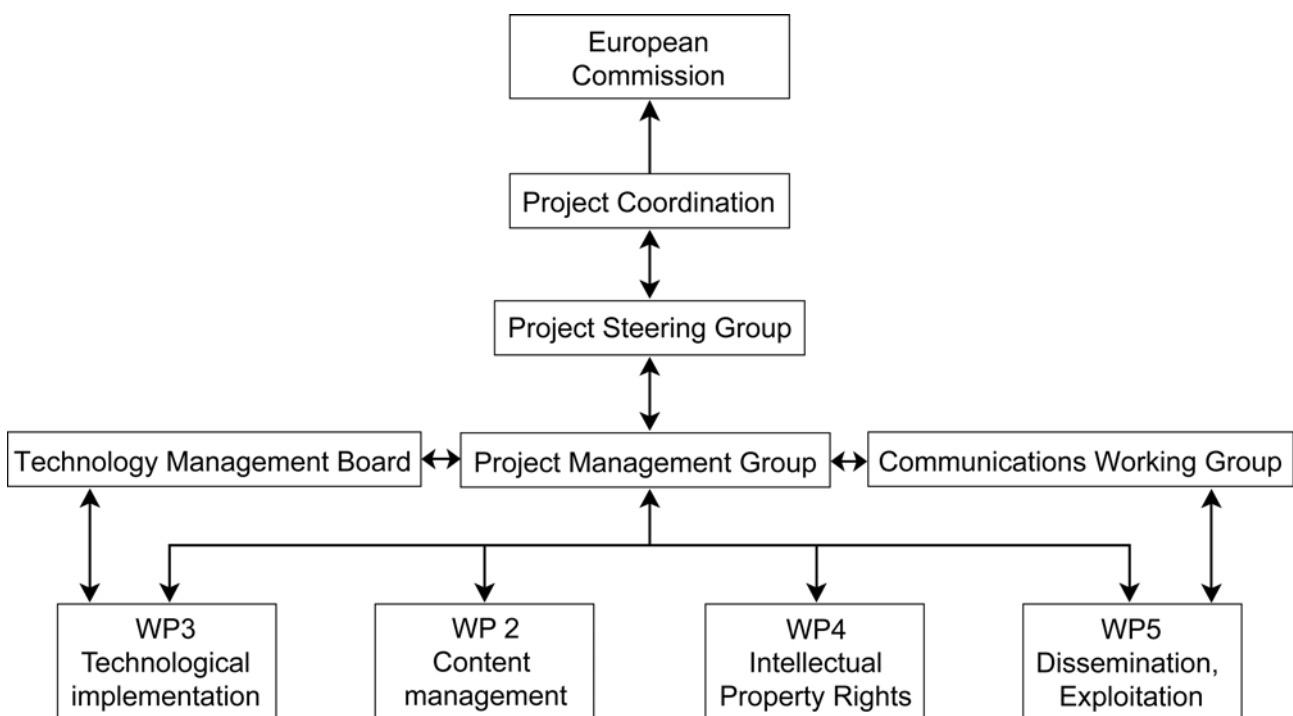 European
Commission
Project Coordination
Project Steering Group
Technology Management Board
Project Management Group
Communications Working Group
WP3
Technological
implementation
WP 2
Content
management
WP4
Intellectual
Property Rights
WP5
Dissemination,
Exploitation